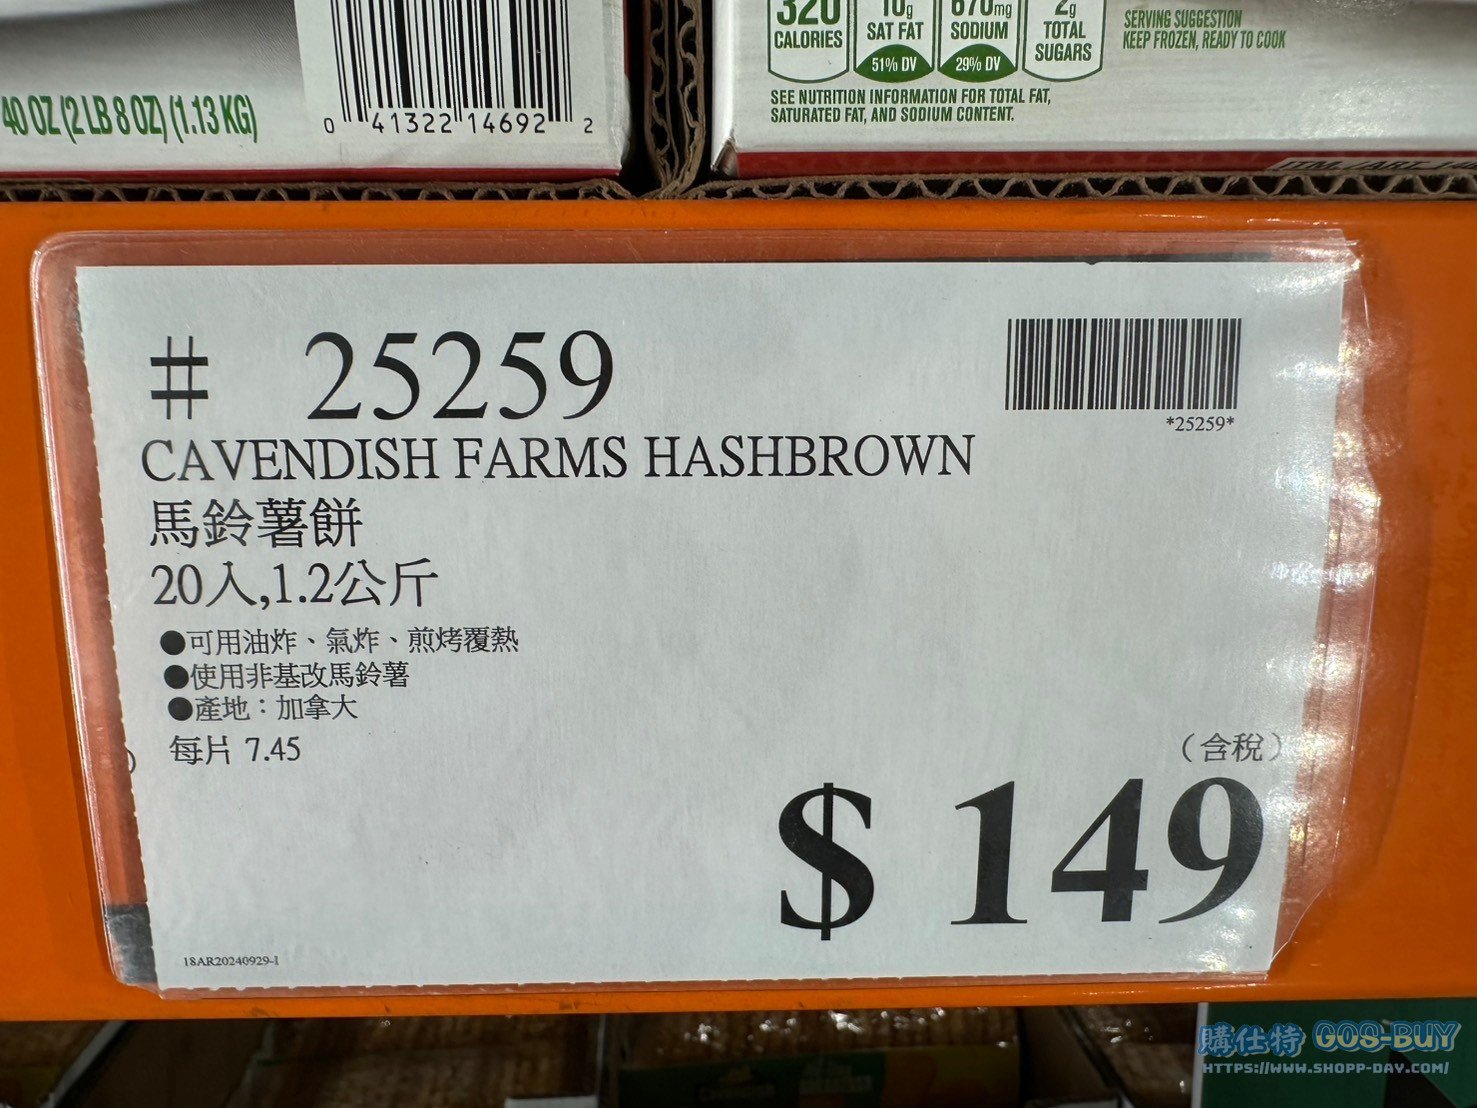 40 OZ (2 LB 8 OZ) (1.13 KG)
0 41322 14692 2
320
CALORIES
10g
SAT FAT
51% DV
670mg
SODIUM
29% DV
2g
TOTAL
SUGARS
SERVING SUGGESTION
KEEP FROZEN, READY TO COOK
SEE NUTRITION INFORMATION FOR TOTAL FAT,
SATURATED FAT, AND SODIUM CONTENT.
ITM./ART.
# 25259
*25259*
CAVENDISH FARMS HASHBROWN
馬鈴薯餅
20入,1.2公斤
●可用油炸、氣炸、煎烤覆熱
●使用非基改馬鈴薯
●產地：加拿大
每片 7.45
（含稅）
$ 149
18AR20240929-1
購仕特 GOS-BUY
HTTPS://WWW.SHOPP-DAY.COM/